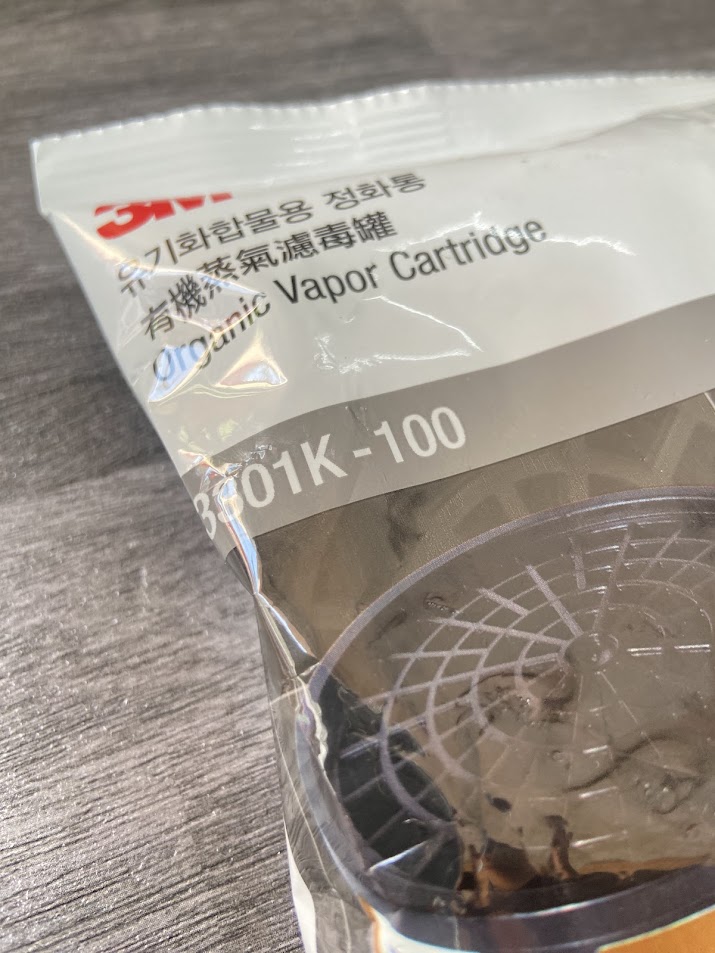 3M
유기화합물용 정화통
有機蒸氣濾毒罐
Organic Vapor Cartridge
3301K-100